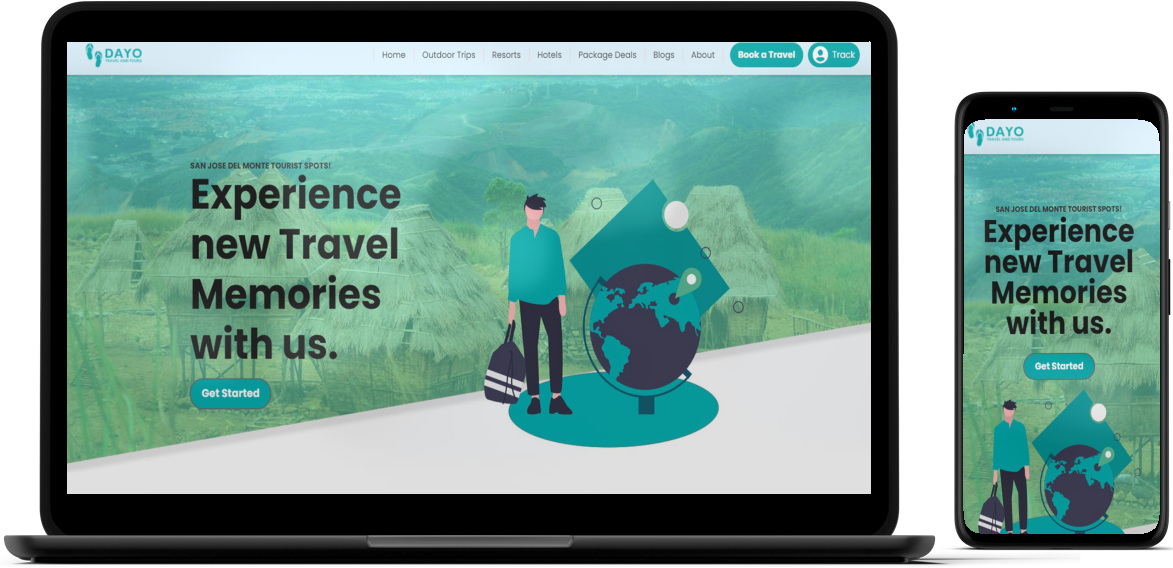 DAYO
TRAVEL AND TOURS
Home Outdoor Trips Resorts Hotels Package Deals Blogs About Book a Travel Track
SAN JOSE DEL MONTE TOURIST SPOTS!
Experience
new Travel
Memories
with us.
Get Started
DAYO
TRAVEL AND TOURS
SAN JOSE DEL MONTE TOURIST SPOTS!
Experience
new Travel
Memories
with us.
Get Started